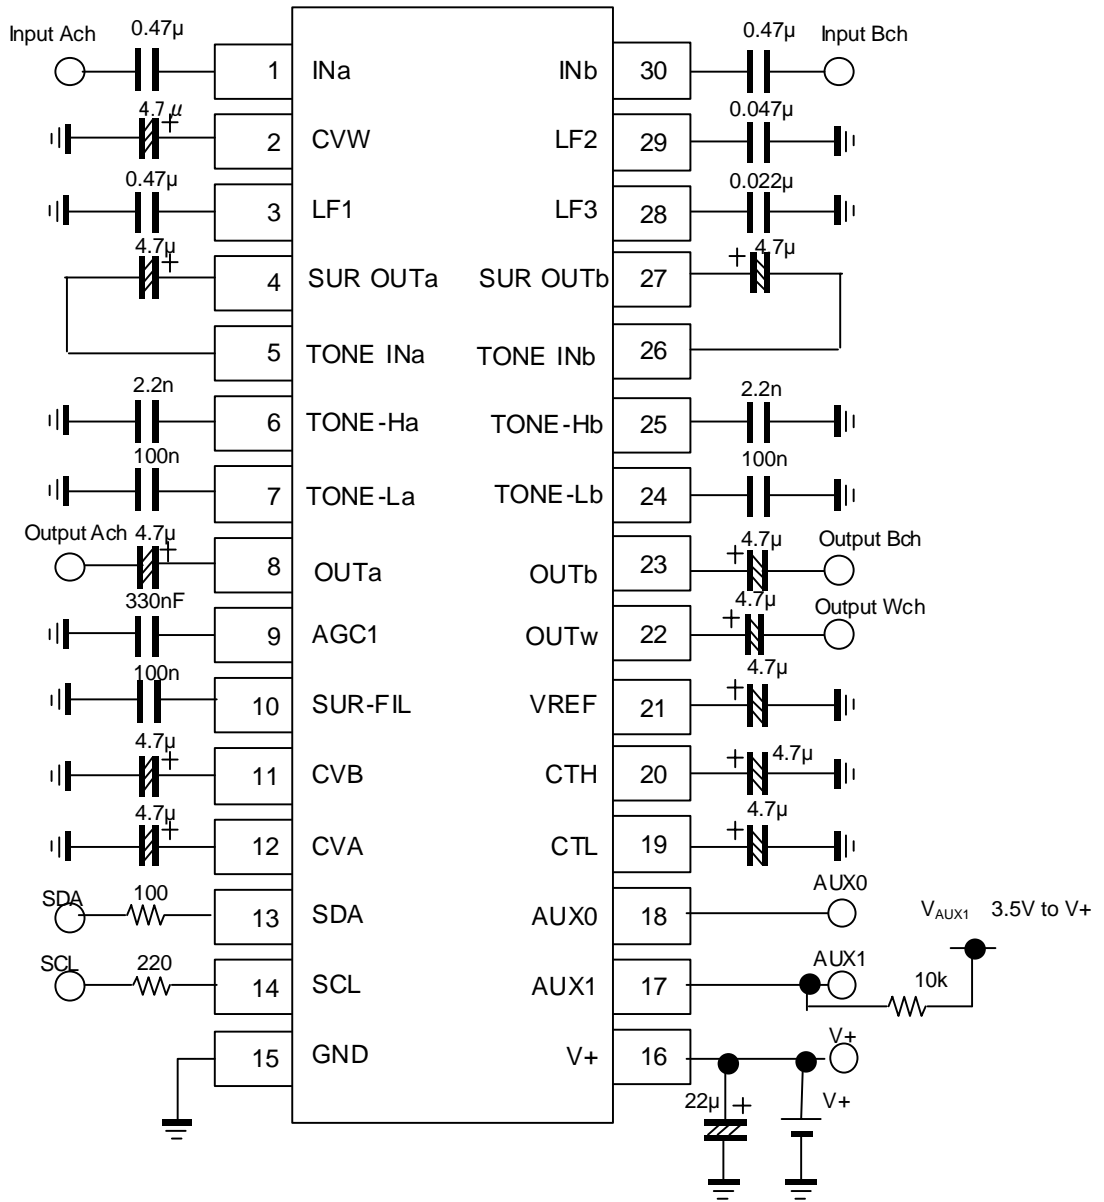 Input Ach 0.47µ 0.47µ Input Bch
1 INa INb 30
4.7μ + 0.047µ
2 CVW LF2 29
0.47µ 0.022µ
3 LF1 LF3 28
4.7µ + + 4.7µ
4 SUR OUTa SUR OUTb 27
5 TONE INa TONE INb 26
2.2n 2.2n
6 TONE-Ha TONE-Hb 25
100n 100n
7 TONE-La TONE-Lb 24
Output Ach 4.7µ + + 4.7µ Output Bch
8 OUTa OUTb 23
330nF + 4.7µ Output Wch
9 AGC1 OUTw 22
100n + 4.7µ
10 SUR-FIL VREF 21
4.7µ + + 4.7µ
11 CVB CTH 20
4.7µ + + 4.7µ
12 CVA CTL 19
SDA 100 AUX0
13 SDA AUX0 18
VAUX1 3.5V to V+
SCL 220 AUX1
14 SCL AUX1 17 10k
15 GND V+ 16 V+
22µ + V+